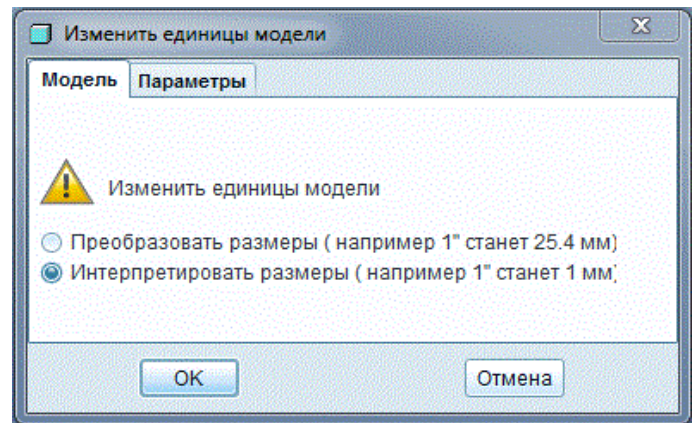 Изменить единицы модели
Модель Параметры
Изменить единицы модели
Преобразовать размеры ( например 1" станет 25.4 мм)
Интерпретировать размеры ( например 1" станет 1 мм)
OK Отмена